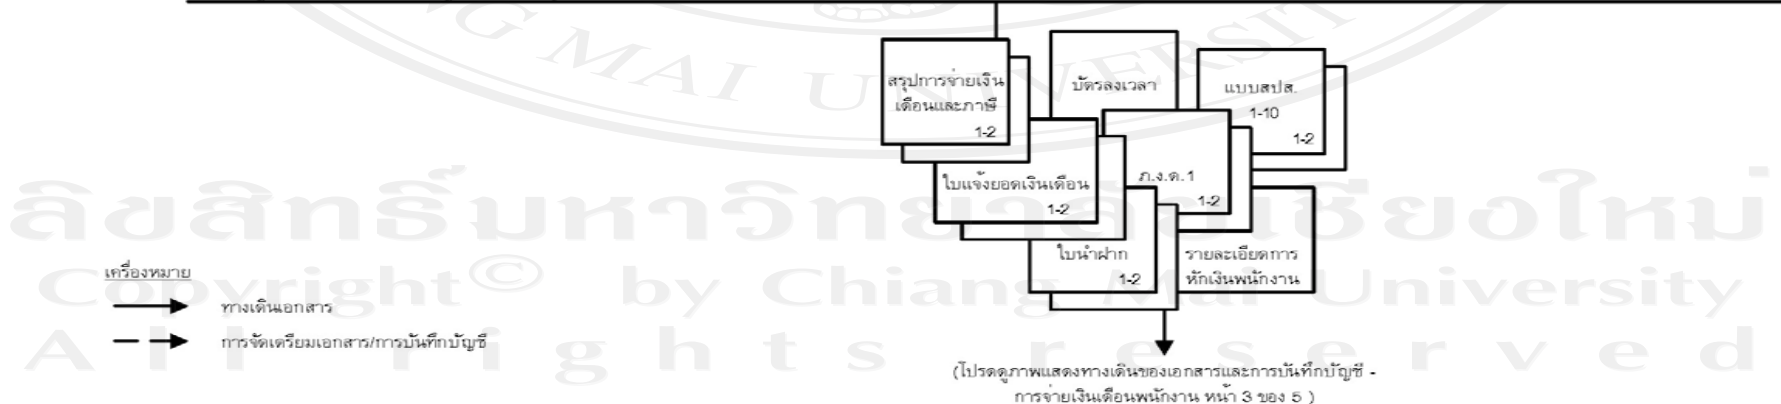 สรุปการจ่ายเงิน
เดือนและภาษี
1-2
บัตรลงเวลา
แบบสปส.
1-10
1-2
ใบแจ้งยอดเงินเดือน
1-2
ภ.ง.ด.1
1-2
ใบนำฝาก
1-2
รายละเอียดการ
หักเงินพนักงาน
เครื่องหมาย
ทางเดินเอกสาร
การจัดเตรียมเอกสาร/การบันทึกบัญชี
(โปรดดูภาพแสดงทางเดินของเอกสารและการบันทึกบัญชี -
การจ่ายเงินเดือนพนักงาน หน้า 3 ของ 5 )
NG MAI UNIVERSIT
ลิขสิทธิ์มหาวิทยาลัยเชียงใหม่
Copyright© by Chiang Mai University
All rights reserved